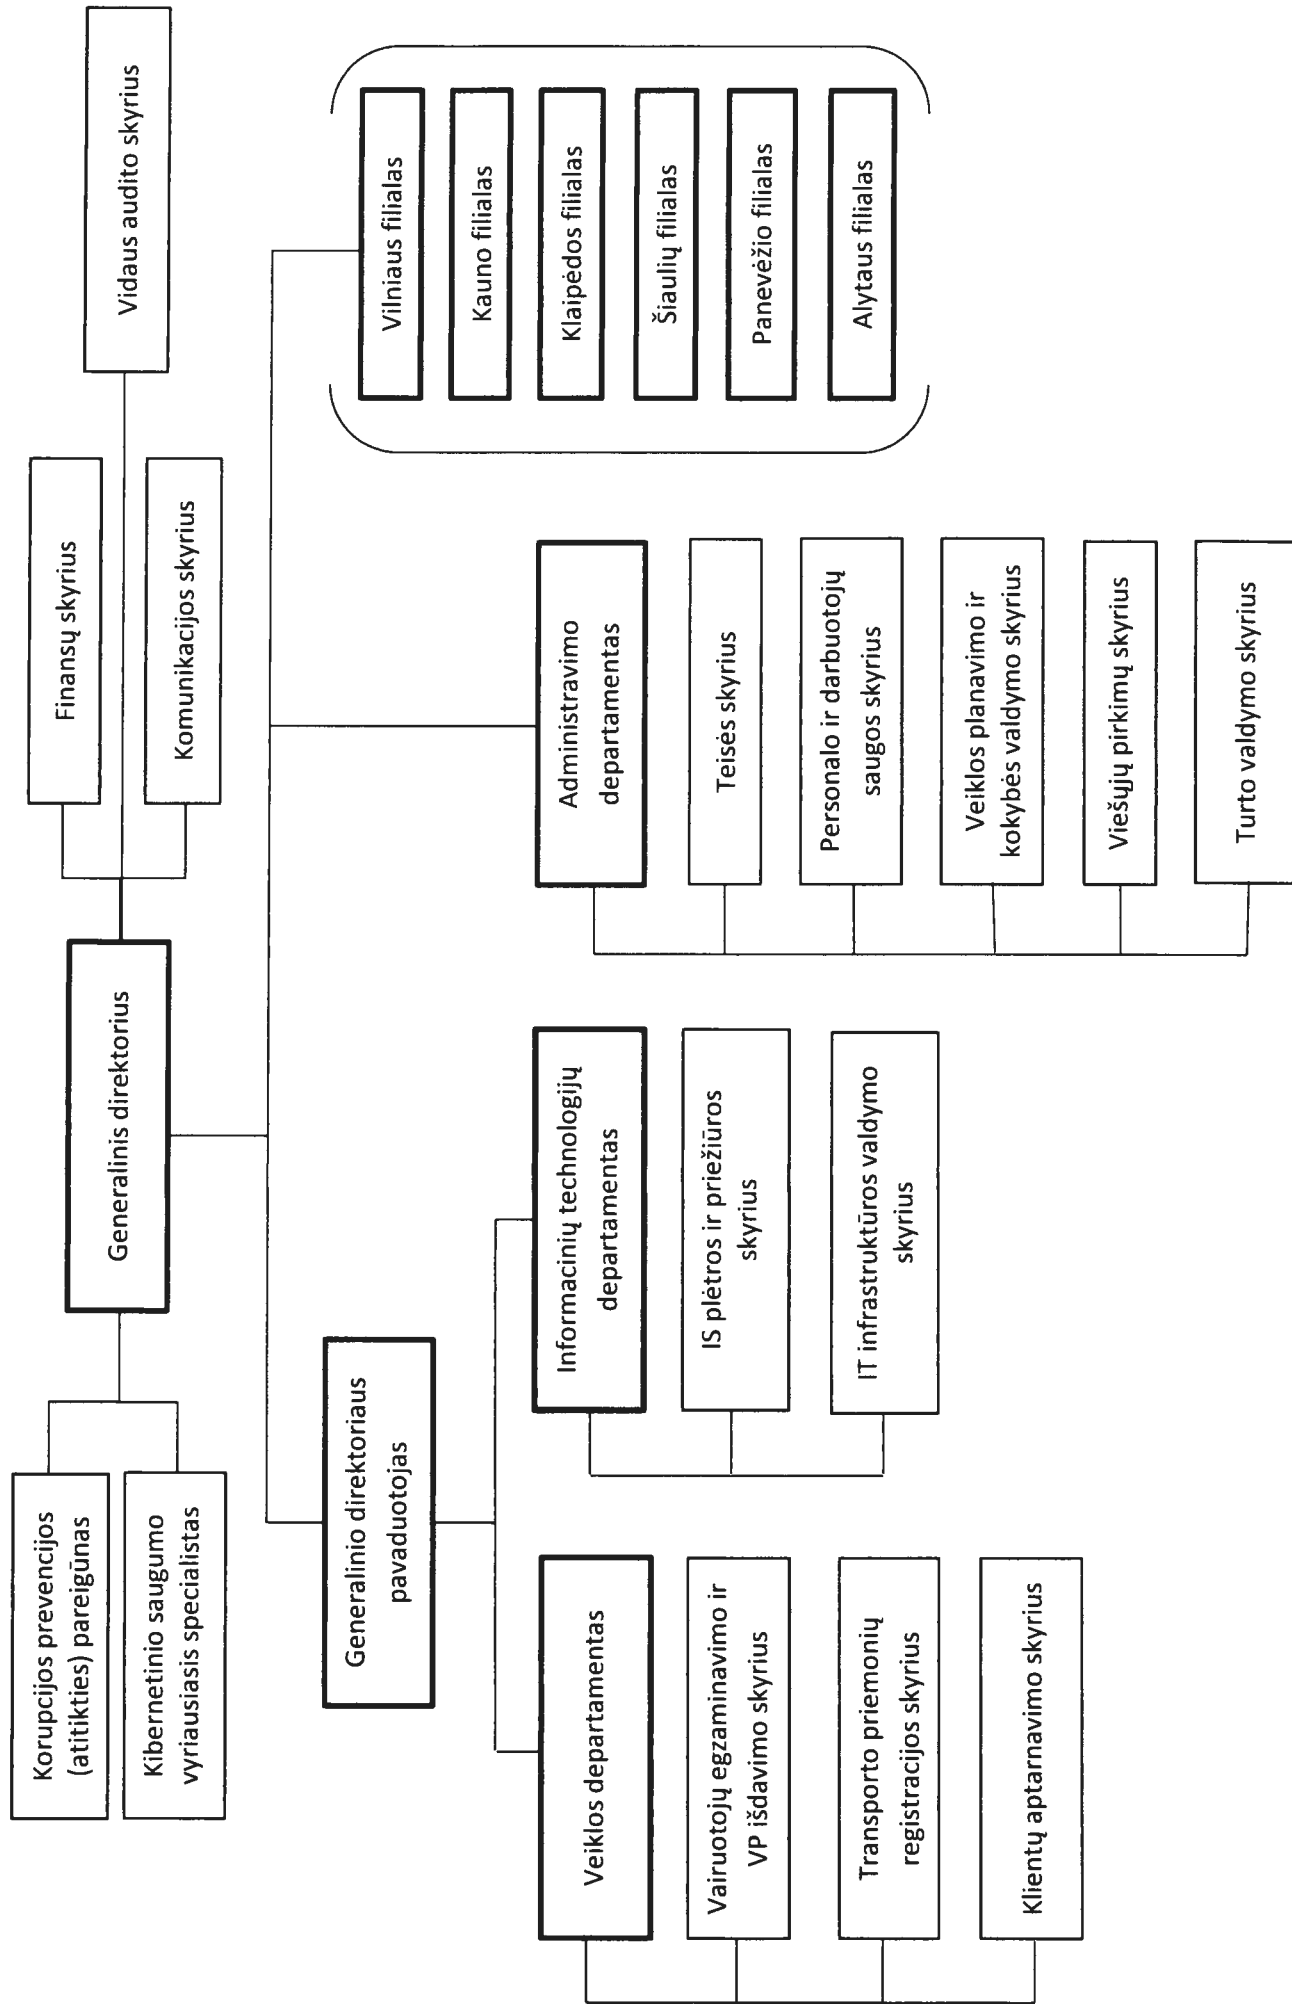 Korupcijos prevencijos
(atitikties) pareigūnas
Kibernetinio saugumo
vyriausiasis specialistas
Generalinis direktorius
Finansų skyrius
Komunikacijos skyrius
Vidaus audito skyrius
Generalinio direktoriaus
pavaduotojas
Veiklos departamentas
Vairuotojų egzaminavimo ir
VP išdavimo skyrius
Transporto priemonių
registracijos skyrius
Klientų aptarnavimo skyrius
Informacinių technologijų
departamentas
IS plėtros ir priežiūros
skyrius
IT infrastruktūros valdymo
skyrius
Administravimo
departamentas
Teisės skyrius
Personalo ir darbuotojų
saugos skyrius
Veiklos planavimo ir
kokybės valdymo skyrius
Viešųjų pirkimų skyrius
Turto valdymo skyrius
Vilniaus filialas
Kauno filialas
Klaipėdos filialas
Šiaulių filialas
Panevėžio filialas
Alytaus filialas